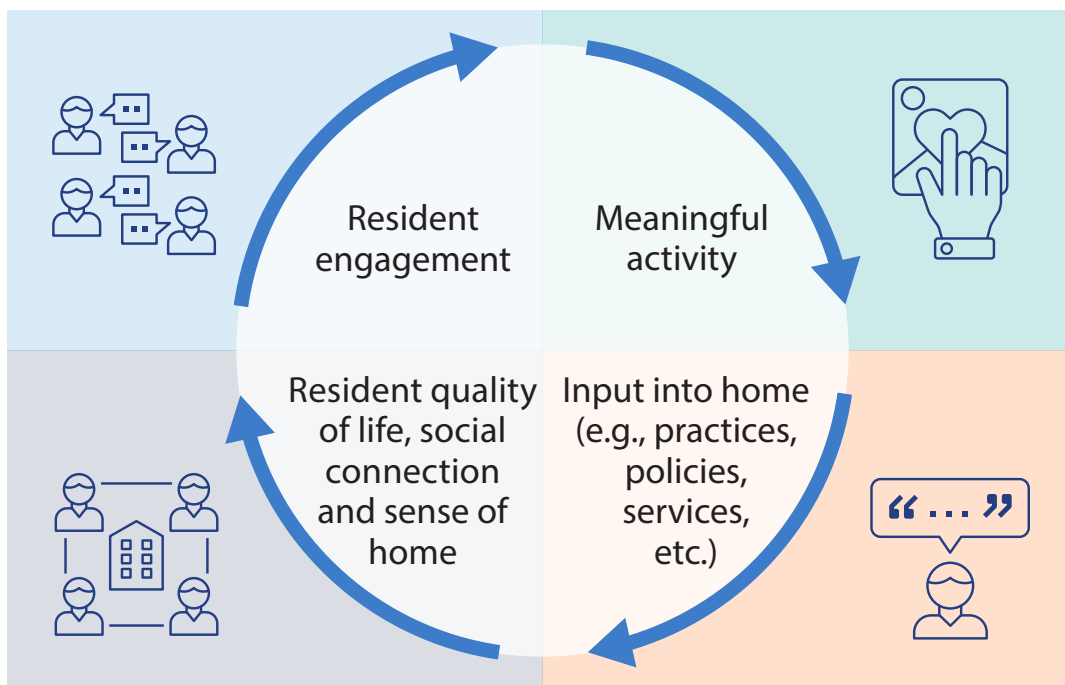 Resident
engagement
Meaningful
activity
Resident quality
of life, social
connection
and sense of
home
Input into home
(e.g., practices,
policies,
services,
etc.)
“ ... ”